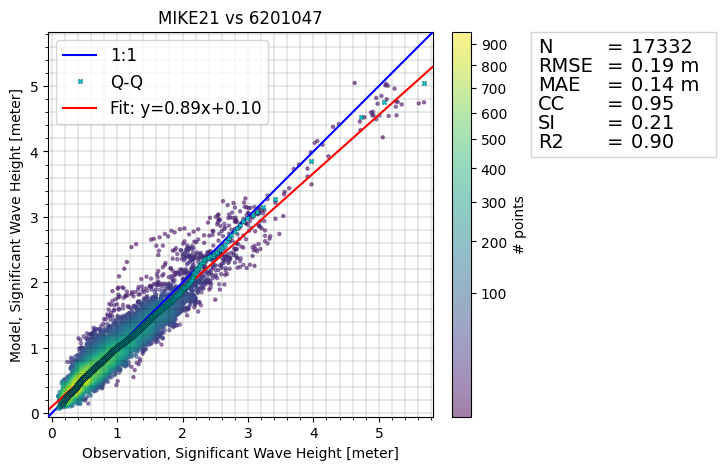 MIKE21 vs 6201047
1:1
Q-Q
Fit: y=0.89x+0.10
Model, Significant Wave Height [meter]
5
4
3
2
1
0
0 1 2 3 4 5
Observation, Significant Wave Height [meter]
900
800
700
600
500
400
300
200
100
# points
N = 17332
RMSE = 0.19 m
MAE = 0.14 m
CC = 0.95
SI = 0.21
R2 = 0.90